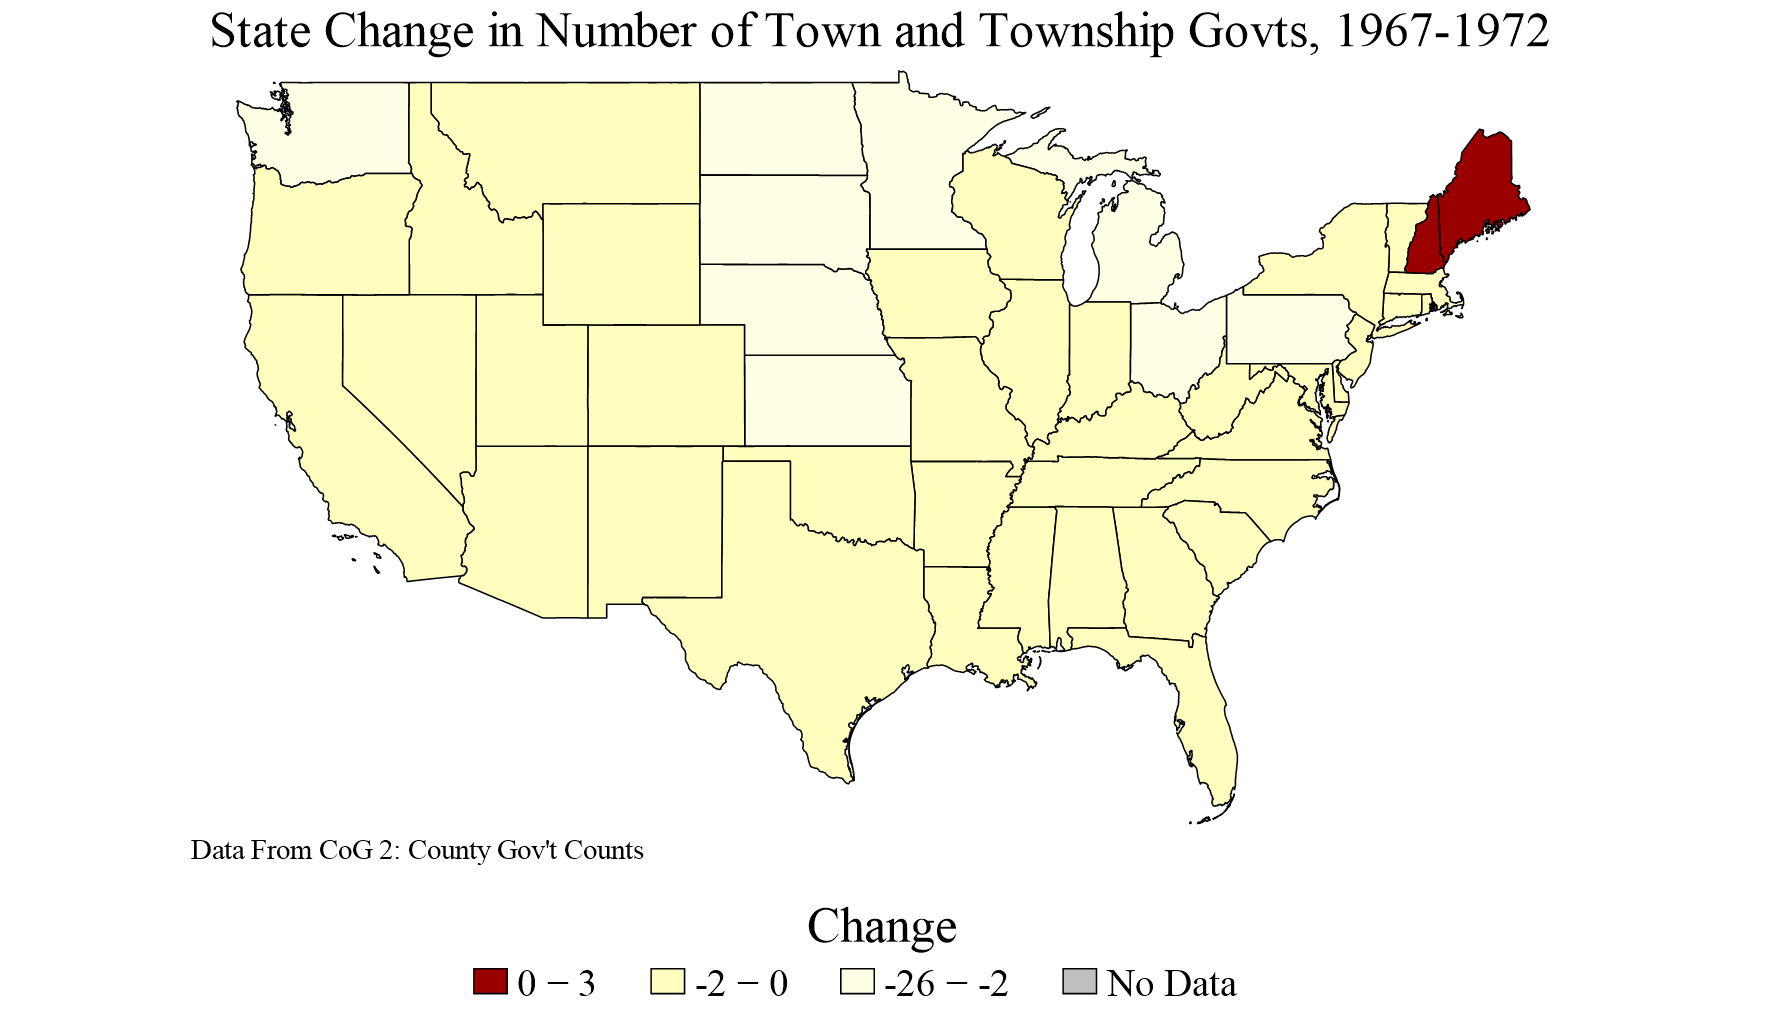 State Change in Number of Town and Township Govts, 1967-1972
Data From CoG 2: County Gov't Counts
Change
0 − 3 -2 − 0 -26 − -2 No Data